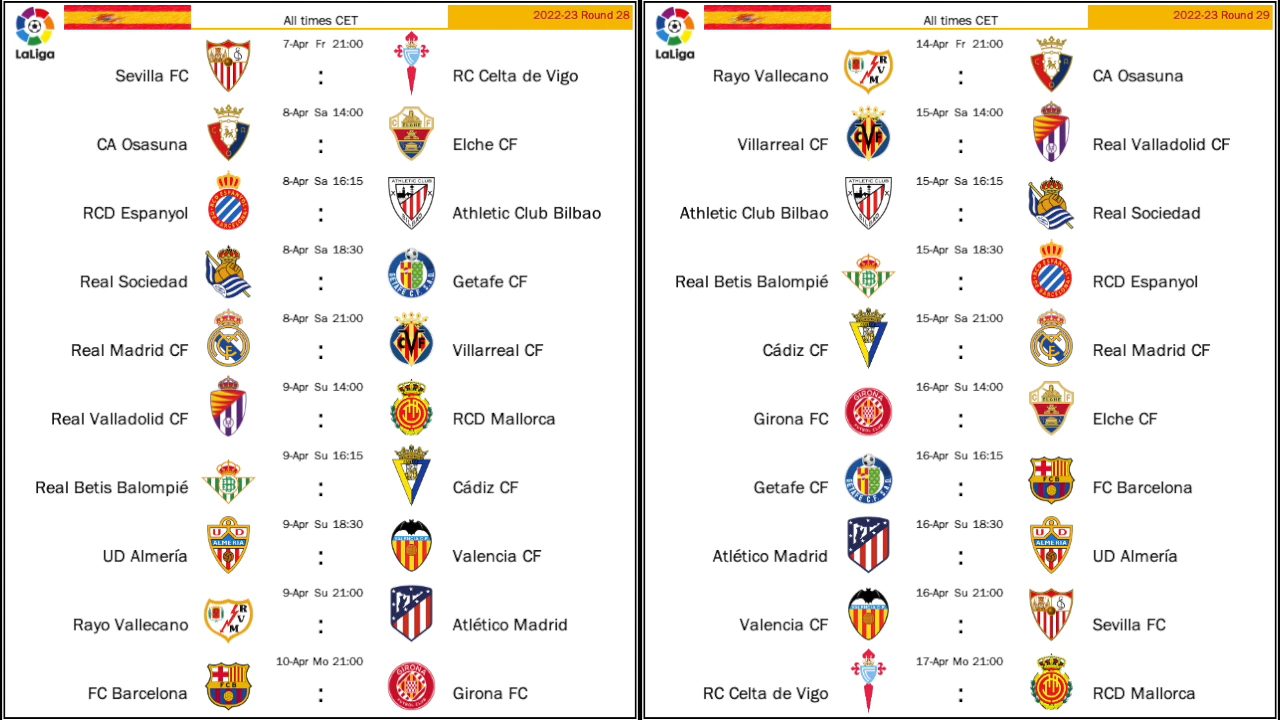 LaLiga
All times CET
2022-23 Round 28
7-Apr Fr 21:00
Sevilla FC : RC Celta de Vigo
8-Apr Sa 14:00
CA Osasuna : Elche CF
8-Apr Sa 16:15
RCD Espanyol : Athletic Club Bilbao
8-Apr Sa 18:30
Real Sociedad : Getafe CF
8-Apr Sa 21:00
Real Madrid CF : Villarreal CF
9-Apr Su 14:00
Real Valladolid CF : RCD Mallorca
9-Apr Su 16:15
Real Betis Balompié : Cádiz CF
9-Apr Su 18:30
UD Almería : Valencia CF
9-Apr Su 21:00
Rayo Vallecano : Atlético Madrid
10-Apr Mo 21:00
FC Barcelona : Girona FC
LaLiga
All times CET
2022-23 Round 29
14-Apr Fr 21:00
Rayo Vallecano : CA Osasuna
15-Apr Sa 14:00
Villarreal CF : Real Valladolid CF
15-Apr Sa 16:15
Athletic Club Bilbao : Real Sociedad
15-Apr Sa 18:30
Real Betis Balompié : RCD Espanyol
15-Apr Sa 21:00
Cádiz CF : Real Madrid CF
16-Apr Su 14:00
Girona FC : Elche CF
16-Apr Su 16:15
Getafe CF : FC Barcelona
16-Apr Su 18:30
Atlético Madrid : UD Almería
16-Apr Su 21:00
Valencia CF : Sevilla FC
17-Apr Mo 21:00
RC Celta de Vigo : RCD Mallorca